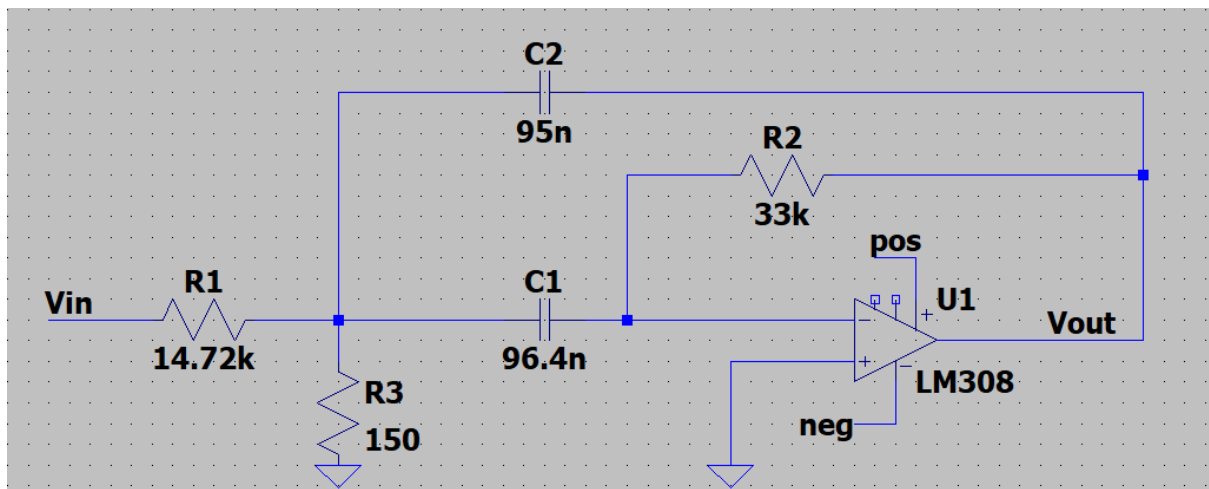 C2
95n
R2
33k
pos
R1
C1
U1
Vin
Vout
14.72k
96.4n
R3
LM308
150
neg